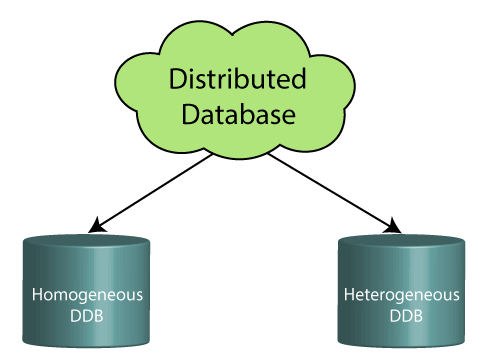 Distributed
Database
Homogeneous
DDB
Heterogeneous
DDB